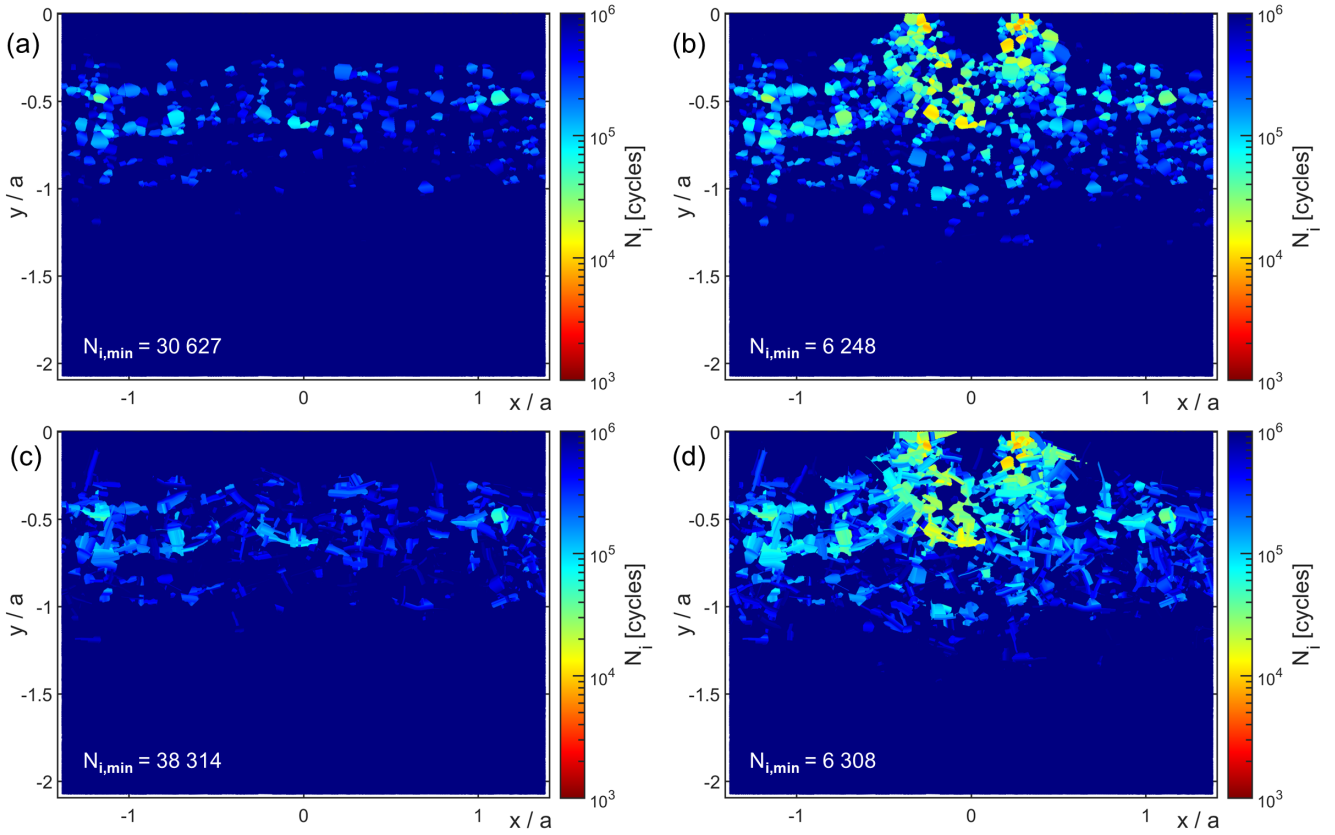 (a)
0
-0.5
-1
-1.5
-2
y / a
-1 0 1
x / a
N_i,min = 30 627
10^6
10^5
10^4
10^3
N_i [cycles]
(b)
0
-0.5
-1
-1.5
-2
y / a
-1 0 1
x / a
N_i,min = 6 248
10^6
10^5
10^4
10^3
N_i [cycles]
(c)
0
-0.5
-1
-1.5
-2
y / a
-1 0 1
x / a
N_i,min = 38 314
10^6
10^5
10^4
10^3
N_i [cycles]
(d)
0
-0.5
-1
-1.5
-2
y / a
-1 0 1
x / a
N_i,min = 6 308
10^6
10^5
10^4
10^3
N_i [cycles]